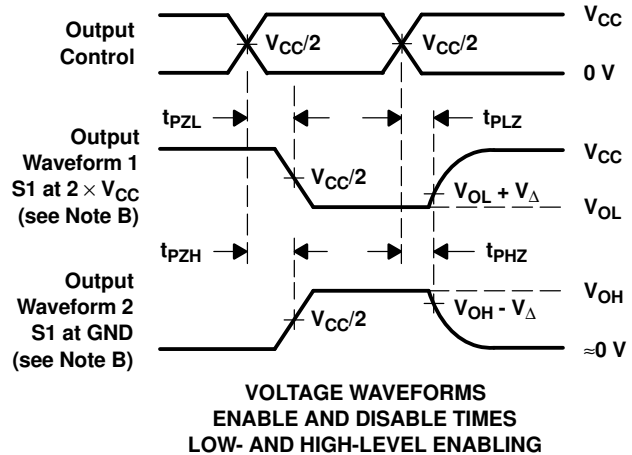 Output
Control
V_CC/2
V_CC/2
V_CC
0 V
t_PZL
t_PLZ
Output
Waveform 1
S1 at 2 × V_CC
(see Note B)
V_CC/2
V_CC
V_OL + V_Δ
V_OL
t_PZH
t_PHZ
Output
Waveform 2
S1 at GND
(see Note B)
V_CC/2
V_OH
V_OH - V_Δ
≈0 V
VOLTAGE WAVEFORMS
ENABLE AND DISABLE TIMES
LOW- AND HIGH-LEVEL ENABLING